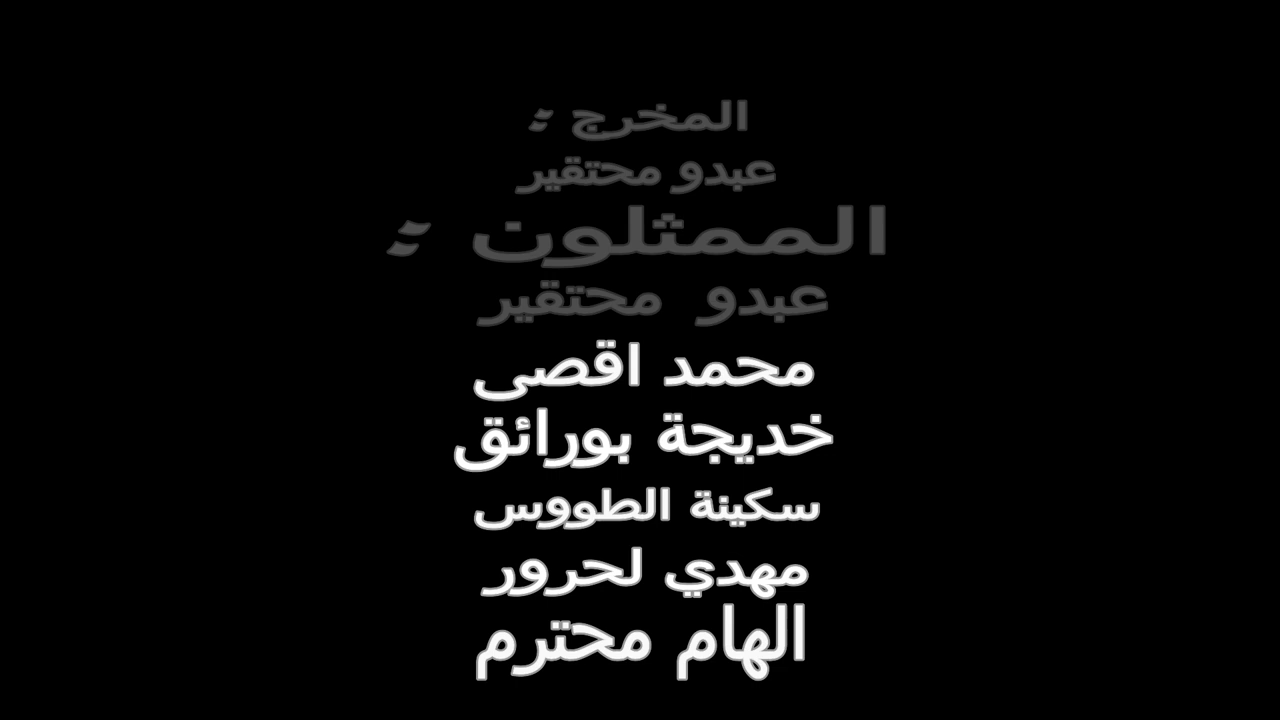 المخرج :
عبدو محتقير
الممثلون :
عبدو محتقير
محمد اقصى
خديجة بورائق
سكينة الطووس
مهدي لحرور
الهام محترم